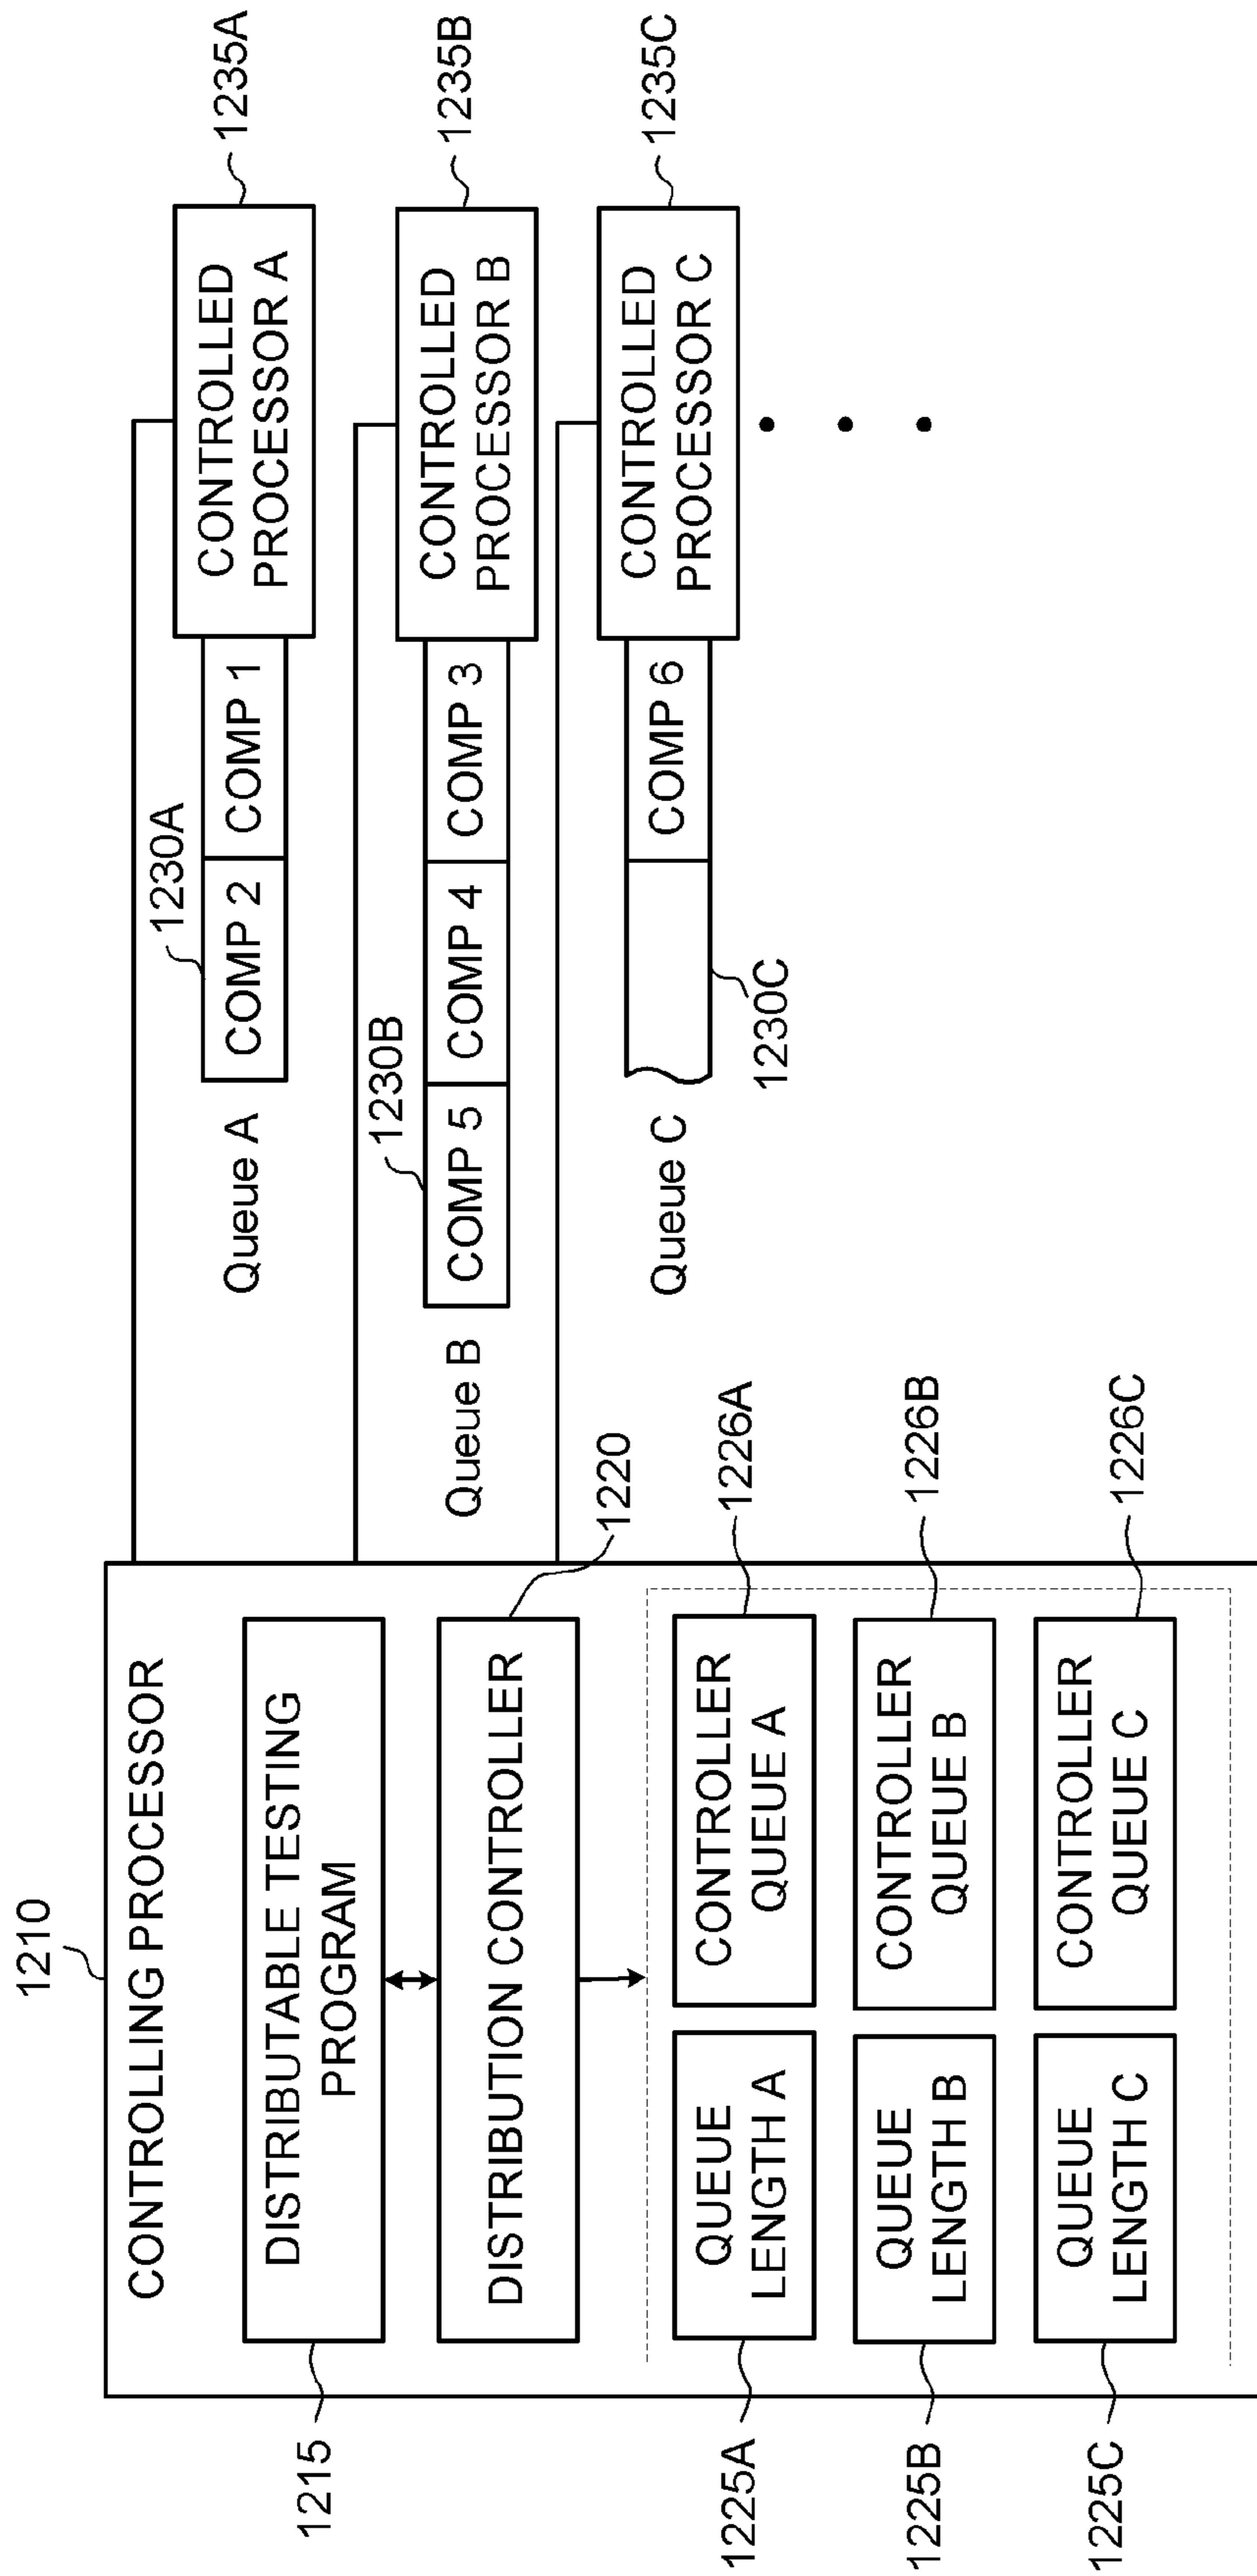 1210
CONTROLLING PROCESSOR
DISTRIBUTABLE TESTING
PROGRAM
1215
DISTRIBUTION CONTROLLER
1220
QUEUE
LENGTH A
1225A
CONTROLLER
QUEUE A
1226A
QUEUE
LENGTH B
1225B
CONTROLLER
QUEUE B
1226B
QUEUE
LENGTH C
1225C
CONTROLLER
QUEUE C
1226C
Queue A
1230A
COMP 2
COMP 1
CONTROLLED
PROCESSOR A
1235A
Queue B
1230B
COMP 5
COMP 4
COMP 3
CONTROLLED
PROCESSOR B
1235B
Queue C
COMP 6
1230C
CONTROLLED
PROCESSOR C
1235C